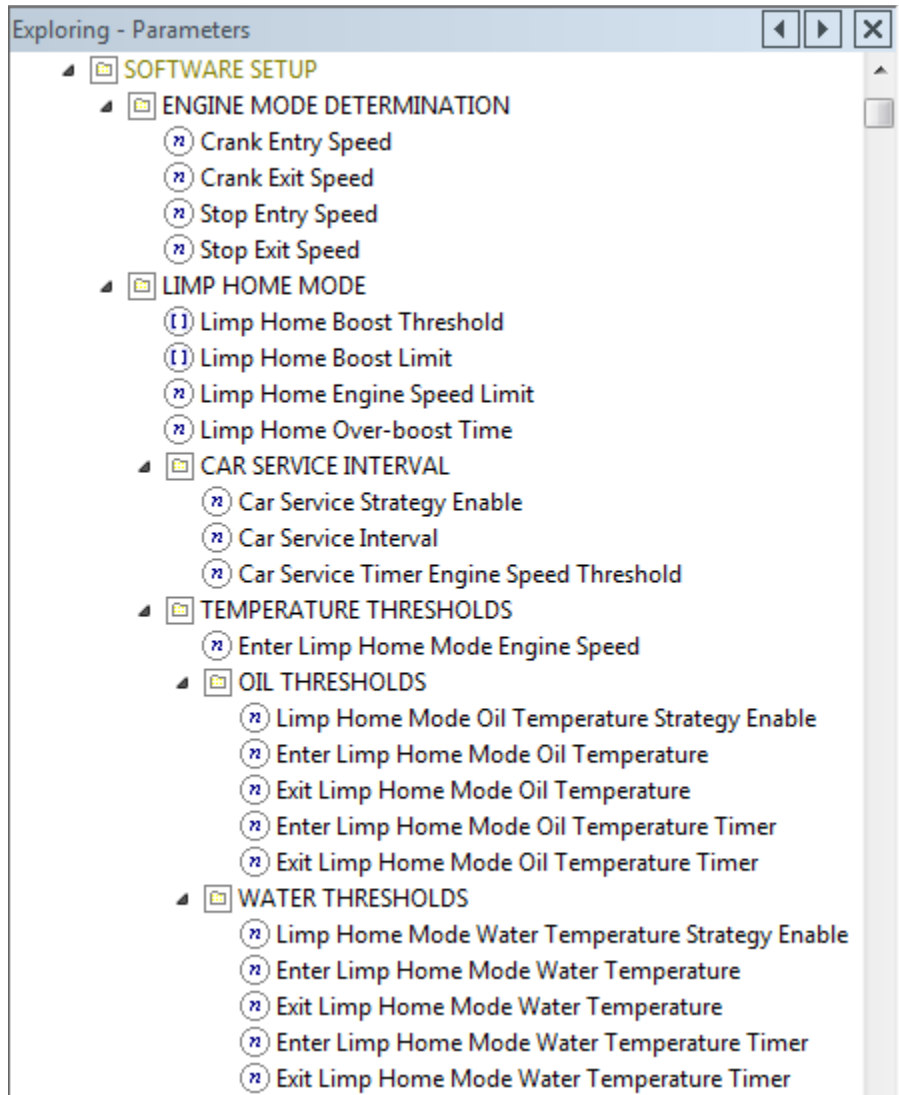 Exploring - Parameters
SOFTWARE SETUP
ENGINE MODE DETERMINATION
n Crank Entry Speed
n Crank Exit Speed
n Stop Entry Speed
n Stop Exit Speed
LIMP HOME MODE
[] Limp Home Boost Threshold
[] Limp Home Boost Limit
n Limp Home Engine Speed Limit
n Limp Home Over-boost Time
CAR SERVICE INTERVAL
n Car Service Strategy Enable
n Car Service Interval
n Car Service Timer Engine Speed Threshold
TEMPERATURE THRESHOLDS
n Enter Limp Home Mode Engine Speed
OIL THRESHOLDS
n Limp Home Mode Oil Temperature Strategy Enable
n Enter Limp Home Mode Oil Temperature
n Exit Limp Home Mode Oil Temperature
n Enter Limp Home Mode Oil Temperature Timer
n Exit Limp Home Mode Oil Temperature Timer
WATER THRESHOLDS
n Limp Home Mode Water Temperature Strategy Enable
n Enter Limp Home Mode Water Temperature
n Exit Limp Home Mode Water Temperature
n Enter Limp Home Mode Water Temperature Timer
n Exit Limp Home Mode Water Temperature Timer